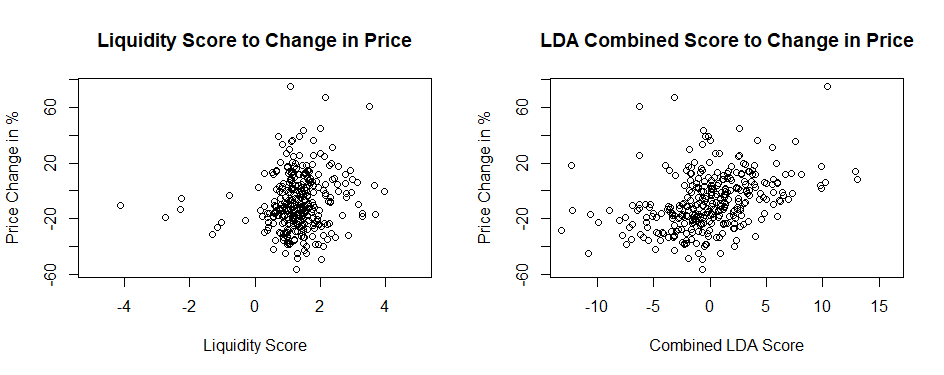 Liquidity Score to Change in Price
Price Change in %
60
20
-20
-60
-4 -2 0 2 4
Liquidity Score
LDA Combined Score to Change in Price
Price Change in %
60
20
-20
-60
-10 -5 0 5 10 15
Combined LDA Score